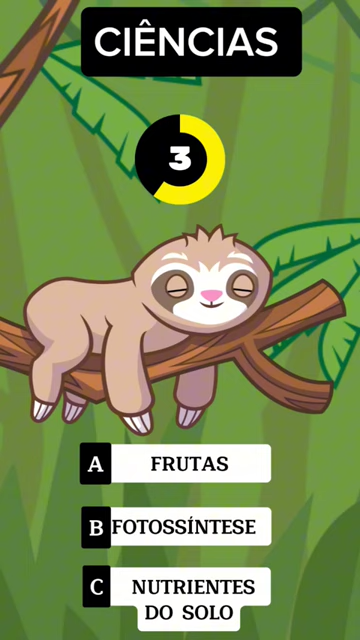 CIÊNCIAS
3
A FRUTAS
B FOTOSSÍNTESE
C NUTRIENTES
DO SOLO